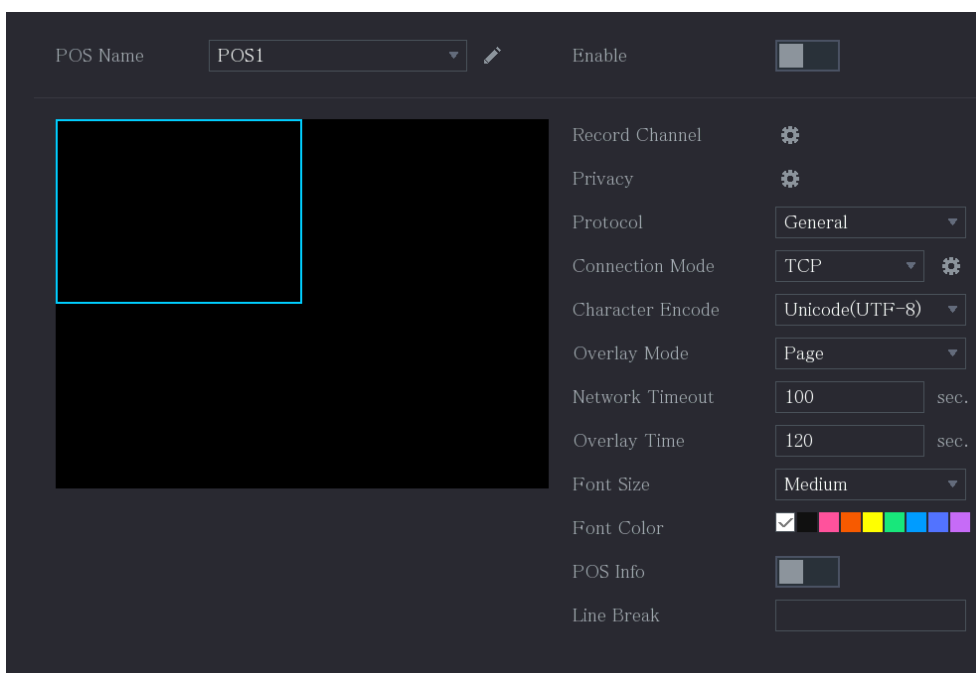 POS Name POS1 Enable
Record Channel
Privacy
Protocol General
Connection Mode TCP
Character Encode Unicode(UTF-8)
Overlay Mode Page
Network Timeout 100 sec.
Overlay Time 120 sec.
Font Size Medium
Font Color
POS Info
Line Break